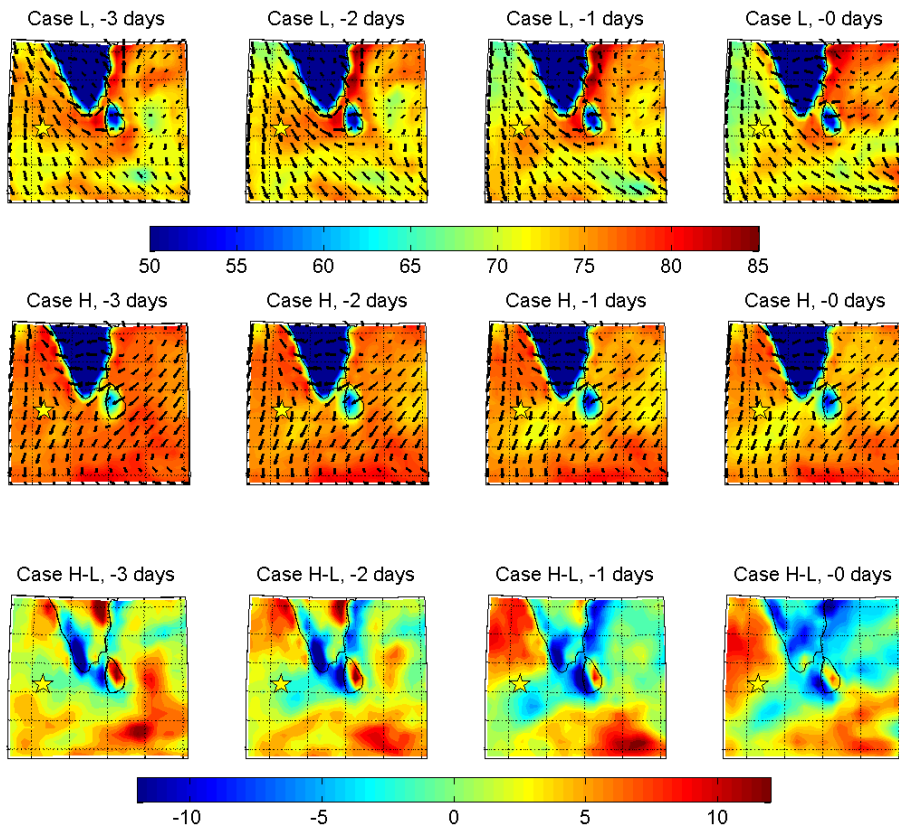 Case L, -3 days Case L, -2 days Case L, -1 days Case L, -0 days
50 55 60 65 70 75 80 85
Case H, -3 days Case H, -2 days Case H, -1 days Case H, -0 days
Case H-L, -3 days Case H-L, -2 days Case H-L, -1 days Case H-L, -0 days
-10 -5 0 5 10